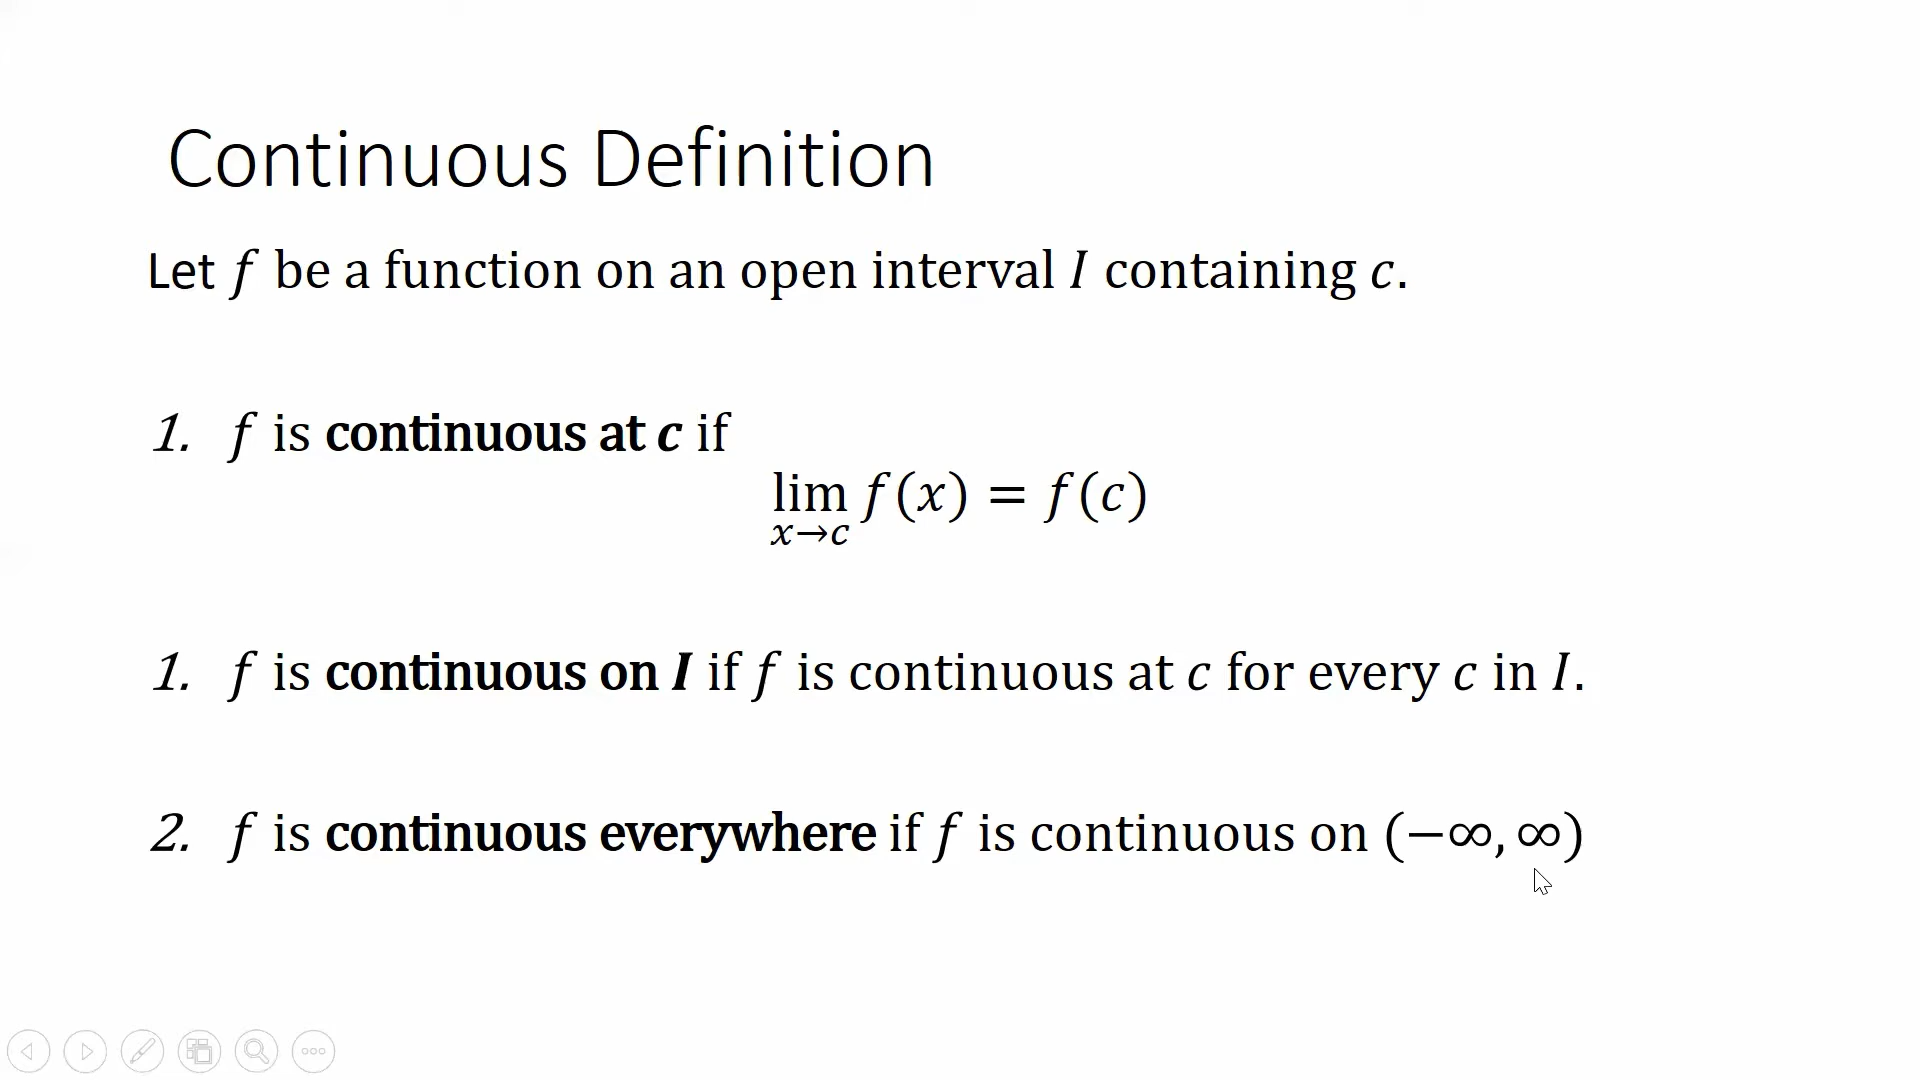 Continuous Definition
Let f be a function on an open interval I containing c.
1. f is continuous at c if
lim f(x) = f(c)
x→c
1. f is continuous on I if f is continuous at c for every c in I.
2. f is continuous everywhere if f is continuous on (−∞, ∞)